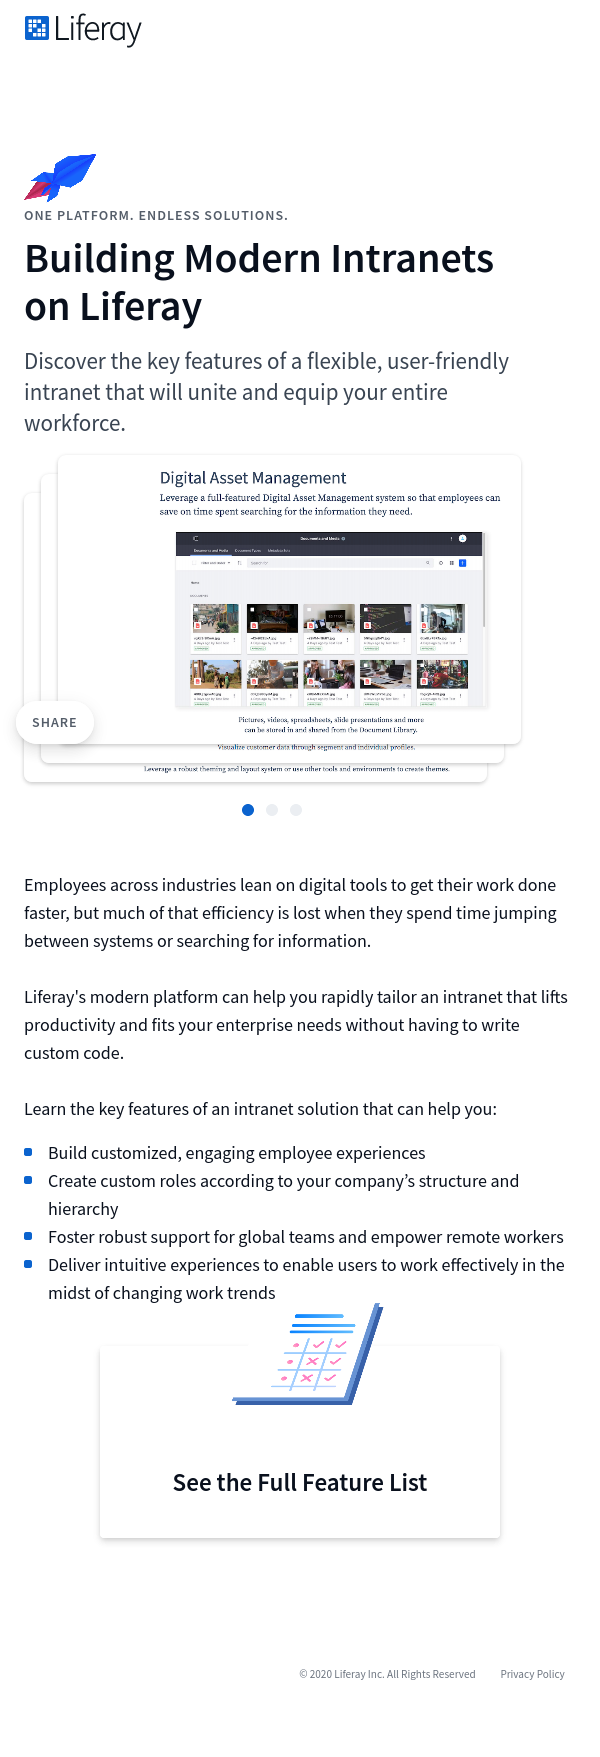 Liferay
ONE PLATFORM. ENDLESS SOLUTIONS.
Building Modern Intranets
on Liferay
Discover the key features of a flexible, user-friendly
intranet that will unite and equip your entire
workforce.
Digital Asset Management
Leverage a full-featured Digital Asset Management system so that employees can
save on time spent searching for the information they need.
Documents and Media
Documents and Media Document Types Metadata Sets
Search for
Home
Pictures, videos, spreadsheets, slide presentations and more
can be stored in and shared from the Document Library.
SHARE
Visualize customer data through segment and individual profiles.
Leverage a robust theming and layout system or use other tools and environments to create themes.
Employees across industries lean on digital tools to get their work done
faster, but much of that efficiency is lost when they spend time jumping
between systems or searching for information.
Liferay's modern platform can help you rapidly tailor an intranet that lifts
productivity and fits your enterprise needs without having to write
custom code.
Learn the key features of an intranet solution that can help you:
Build customized, engaging employee experiences
Create custom roles according to your company’s structure and
hierarchy
Foster robust support for global teams and empower remote workers
Deliver intuitive experiences to enable users to work effectively in the
midst of changing work trends
See the Full Feature List
© 2020 Liferay Inc. All Rights Reserved Privacy Policy